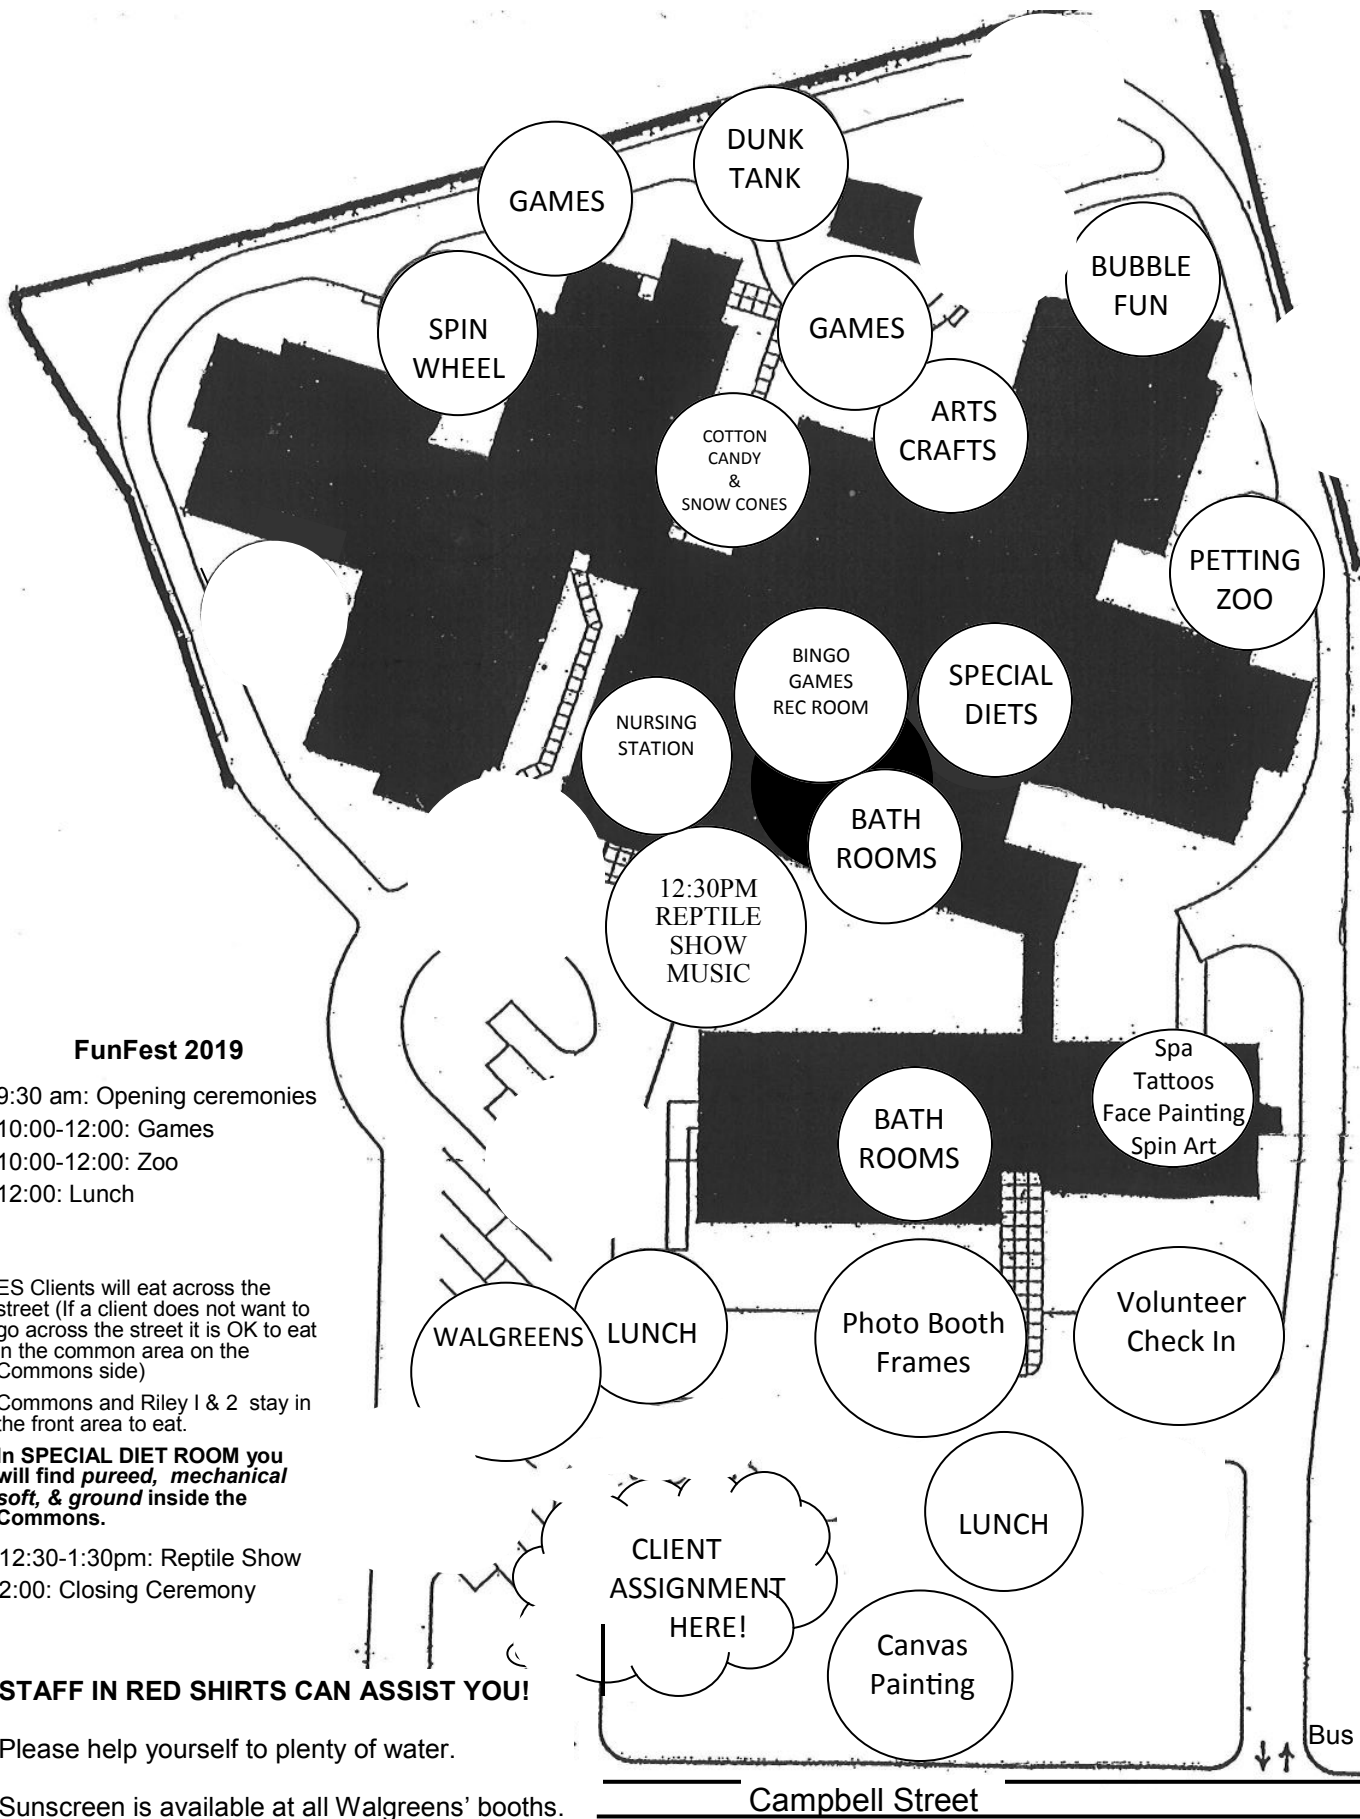 DUNK
TANK
GAMES
BUBBLE
FUN
SPIN
WHEEL
GAMES
ARTS
CRAFTS
COTTON
CANDY
&
SNOW CONES
PETTING
ZOO
BINGO
GAMES
REC ROOM
SPECIAL
DIETS
NURSING
STATION
BATH
ROOMS
12:30PM
REPTILE
SHOW
MUSIC
FunFest 2019
9:30 am: Opening ceremonies
10:00-12:00: Games
10:00-12:00: Zoo
12:00: Lunch
Spa
Tattoos
Face Painting
Spin Art
BATH
ROOMS
ES Clients will eat across the
street (If a client does not want to
go across the street it is OK to eat
in the common area on the
Commons side)
Commons and Riley I & 2 stay in
the front area to eat.
In SPECIAL DIET ROOM you
will find pureed, mechanical
soft, & ground inside the
Commons.
12:30-1:30pm: Reptile Show
2:00: Closing Ceremony
WALGREENS
LUNCH
Photo Booth
Frames
Volunteer
Check In
LUNCH
CLIENT
ASSIGNMENT
HERE!
Canvas
Painting
STAFF IN RED SHIRTS CAN ASSIST YOU!
Please help yourself to plenty of water.
Sunscreen is available at all Walgreens' booths.
Bus
Campbell Street